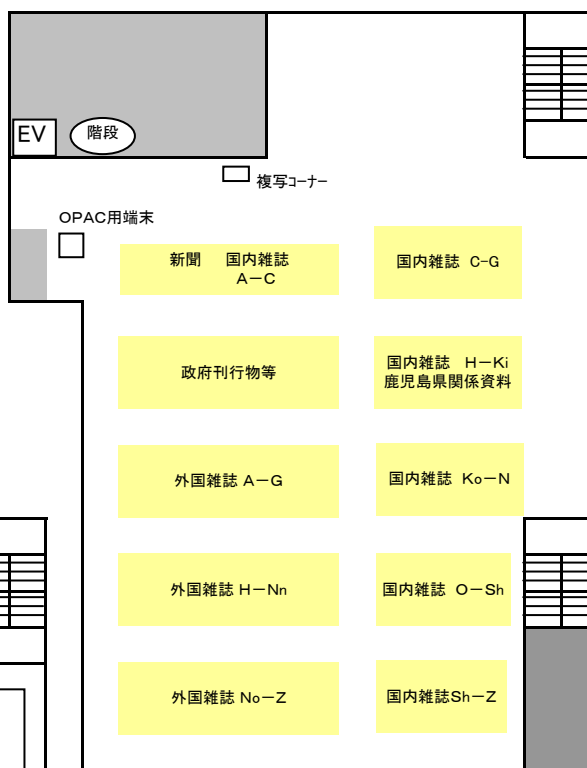 EV
階段
複写コーナー
OPAC用端末
新聞　国内雑誌
A－C
国内雑誌 C-G
政府刊行物等
国内雑誌　H－Ki
鹿児島県関係資料
外国雑誌 A－G
国内雑誌 Ko－N
外国雑誌 H－Nn
国内雑誌 O－Sh
外国雑誌 No－Z
国内雑誌Sh－Z